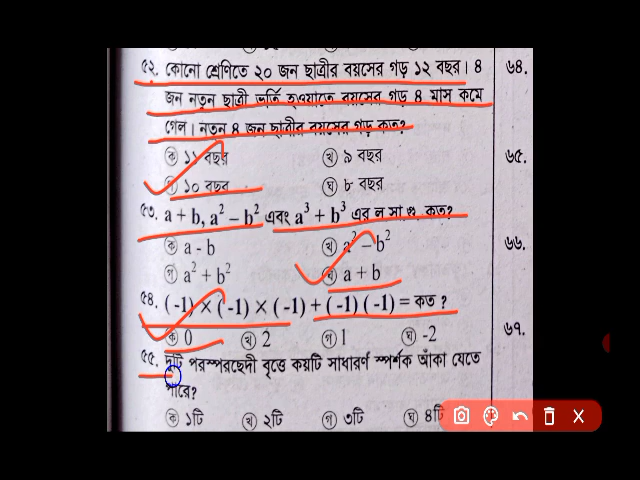 ৫২. কোনো শ্রেণিতে ২০ জন ছাত্রীর বয়সের গড় ১২ বছর। ৪
জন নতুন ছাত্রী ভর্তি হওয়াতে বয়সের গড় ৪ মাস কমে
গেল। নতুন ৪ জন ছাত্রীর বয়সের গড় কত?
ক ১১ বছর খ ৯ বছর
১০ বছর ঘ ৮ বছর
৫৩. a + b, a² – b² এবং a³ + b³ এর ল সা গু কত?
ক a - b খ a² – b²
গ a² + b² ঘ a + b
৫৪. (-1) × (-1) × (-1) + (-1) (-1) = কত ?
ক 0 খ 2 গ 1 ঘ -2
৫৫. দুটি পরস্পরছেদী বৃত্তে কয়টি সাধারণ স্পর্শক আঁকা যেতে
পারে?
ক ১টি খ ২টি গ ৩টি ঘ ৪টি
৬৪.
৬৫.
৬৬.
৬৭.